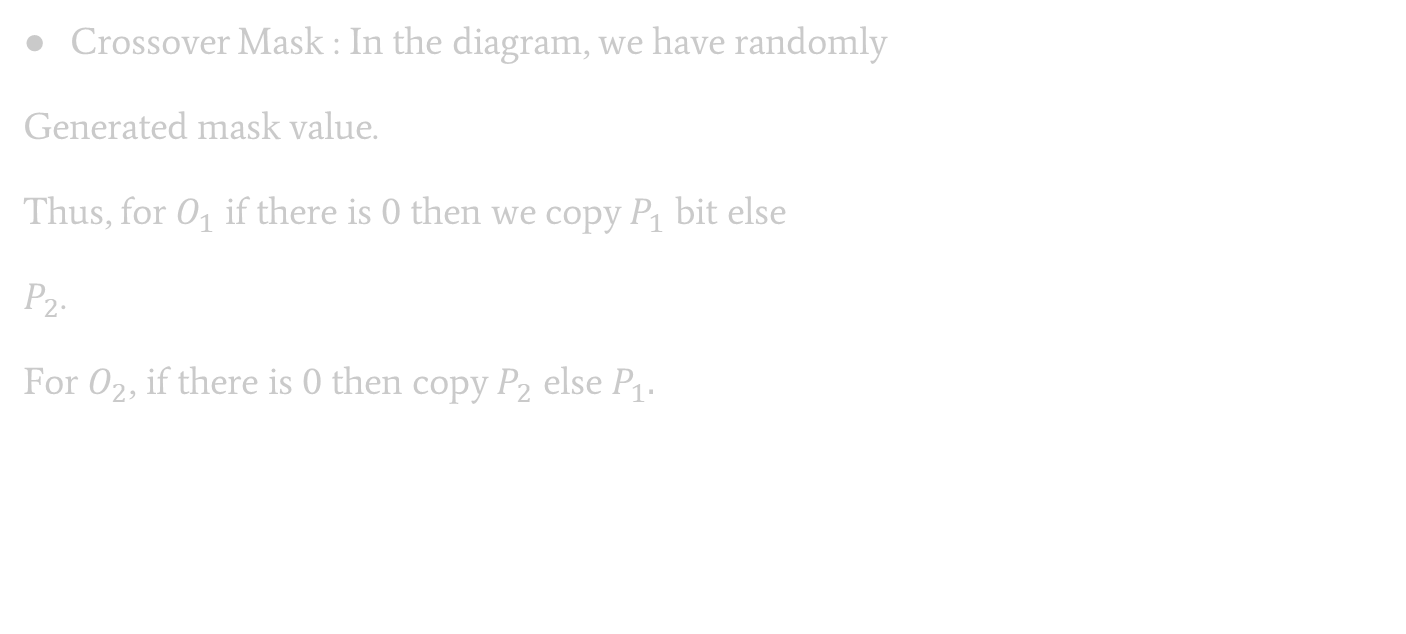 ● Crossover Mask : In the diagram, we have randomly
Generated mask value.
Thus, for O₁ if there is 0 then we copy P₁ bit else
P₂.
For O₂, if there is 0 then copy P₂ else P₁.